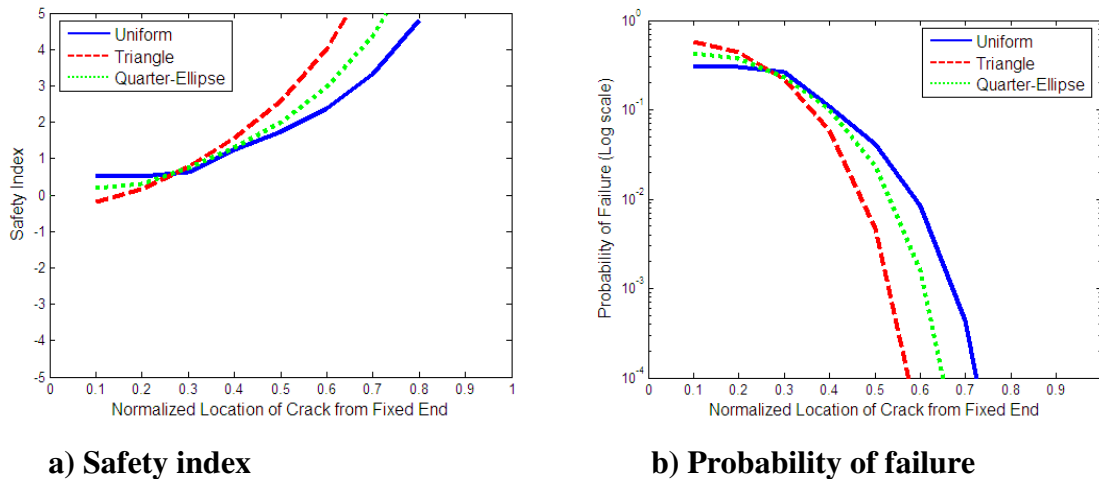 5
4
3
2
1
0
-1
-2
-3
-4
-5
Safety Index
Uniform
Triangle
Quarter-Ellipse
0 0.1 0.2 0.3 0.4 0.5 0.6 0.7 0.8 0.9 1
Normalized Location of Crack from Fixed End
a) Safety index
10^0
10^-1
10^-2
10^-3
10^-4
Probability of Failure (Log scale)
Uniform
Triangle
Quarter-Ellipse
0 0.1 0.2 0.3 0.4 0.5 0.6 0.7 0.8 0.9
Normalized Location of Crack from Fixed End
b) Probability of failure